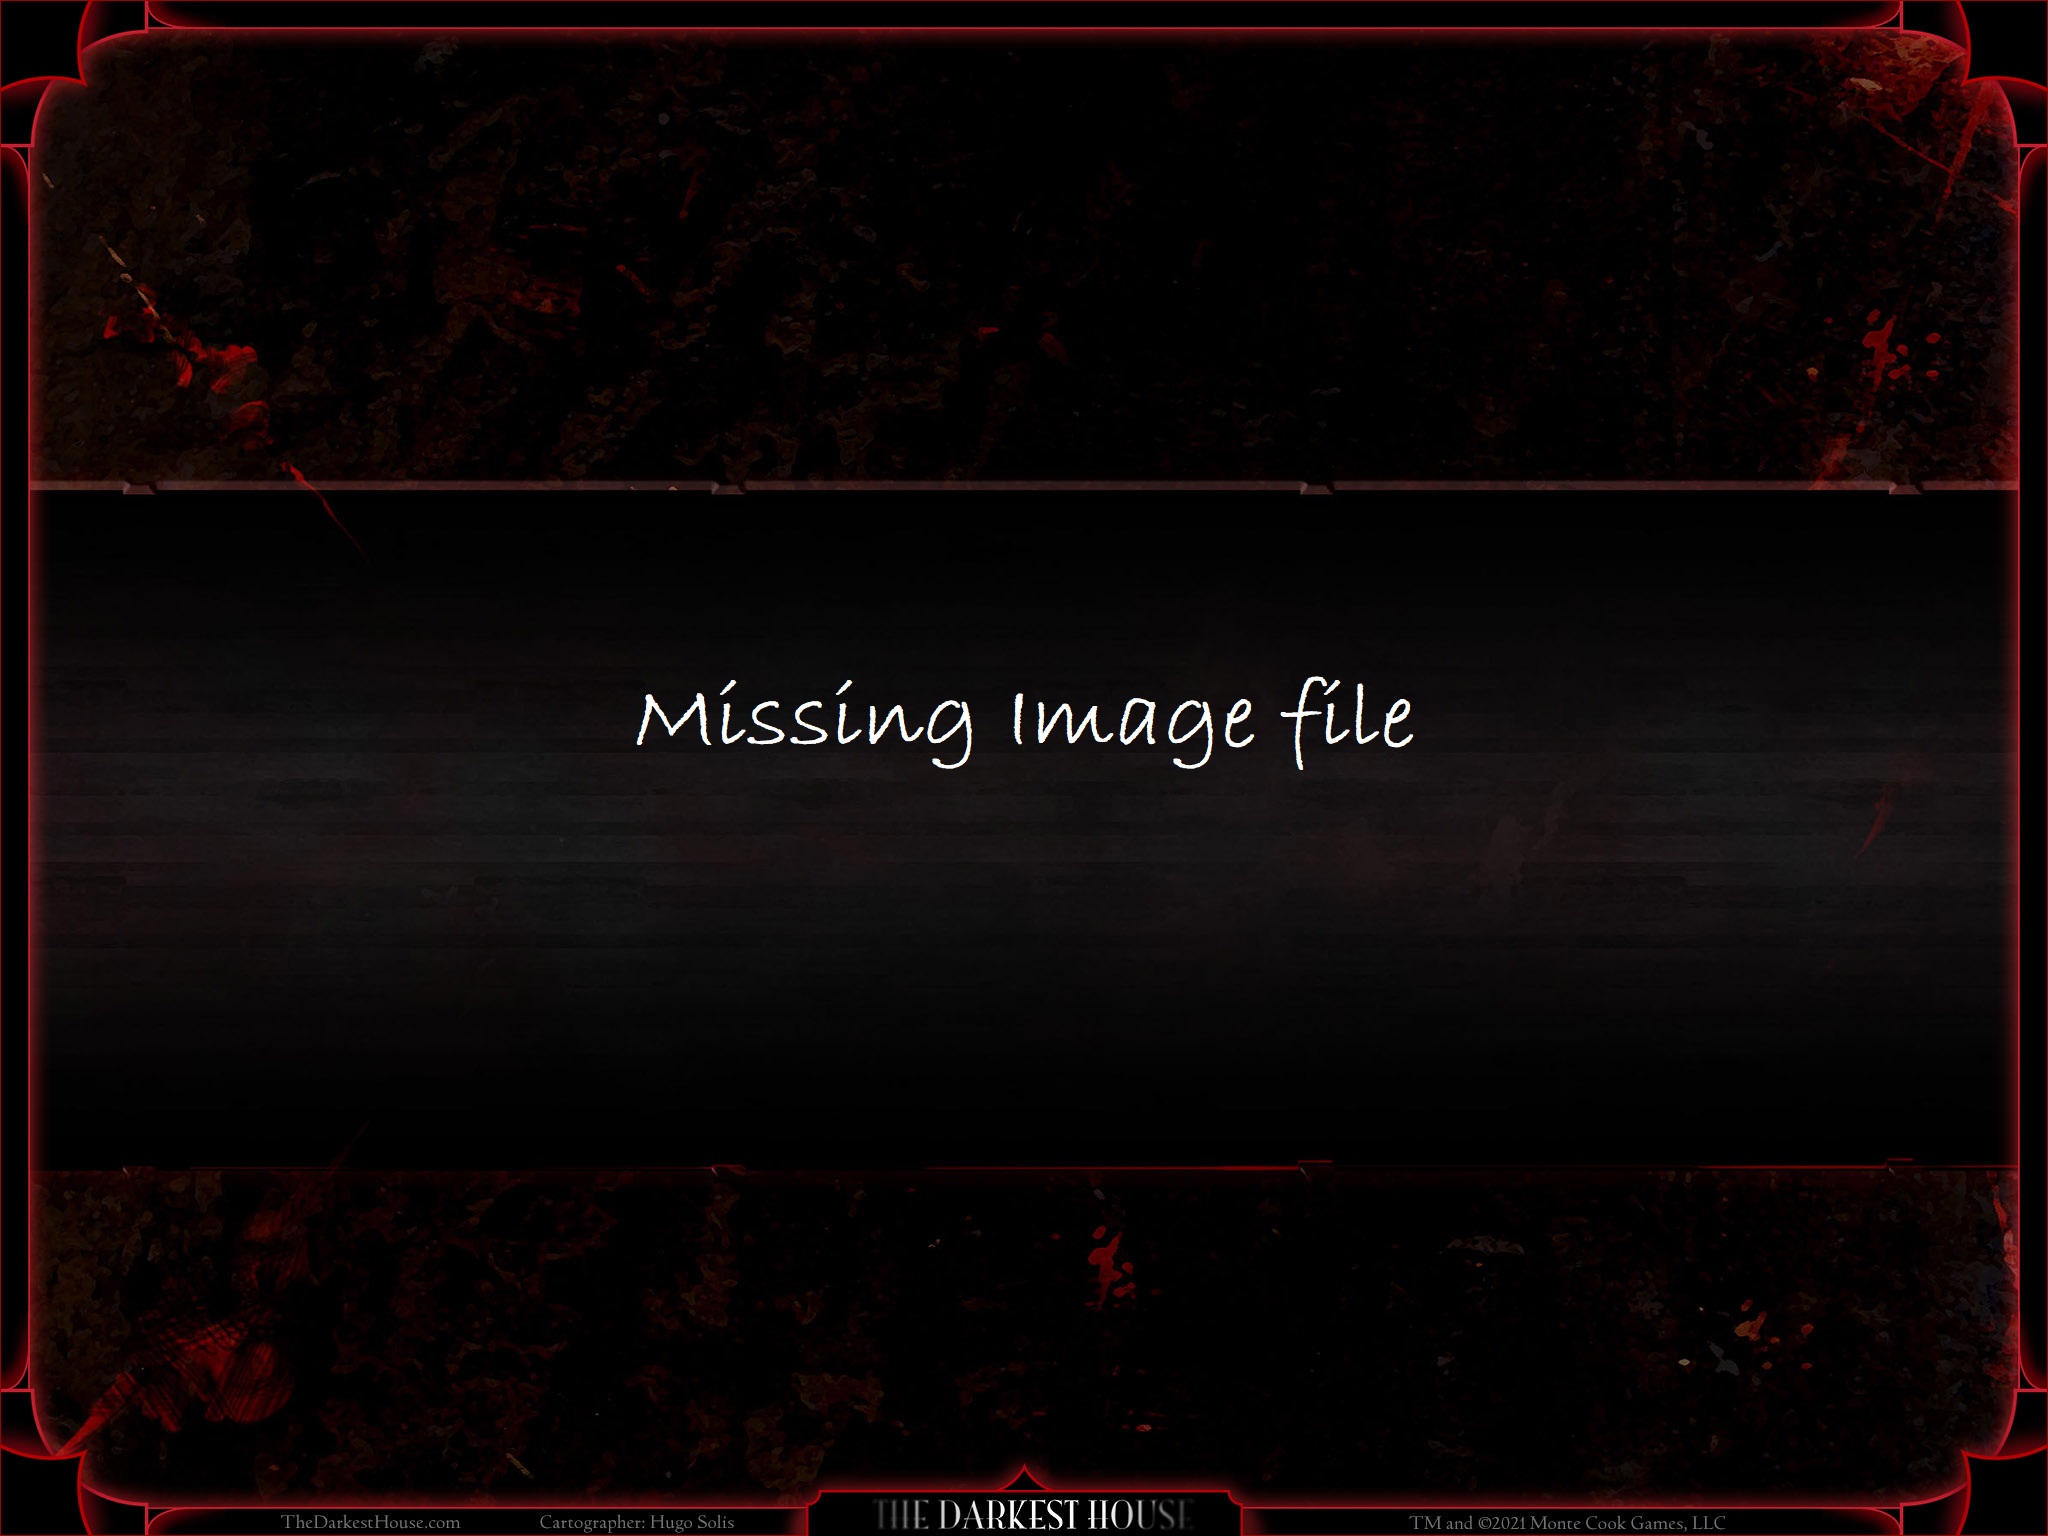 Missing Image file
THE DARKEST HOUSE
TheDarkestHouse.com
Cartographer: Hugo Solis
TM and ©2021 Monte Cook Games, LLC